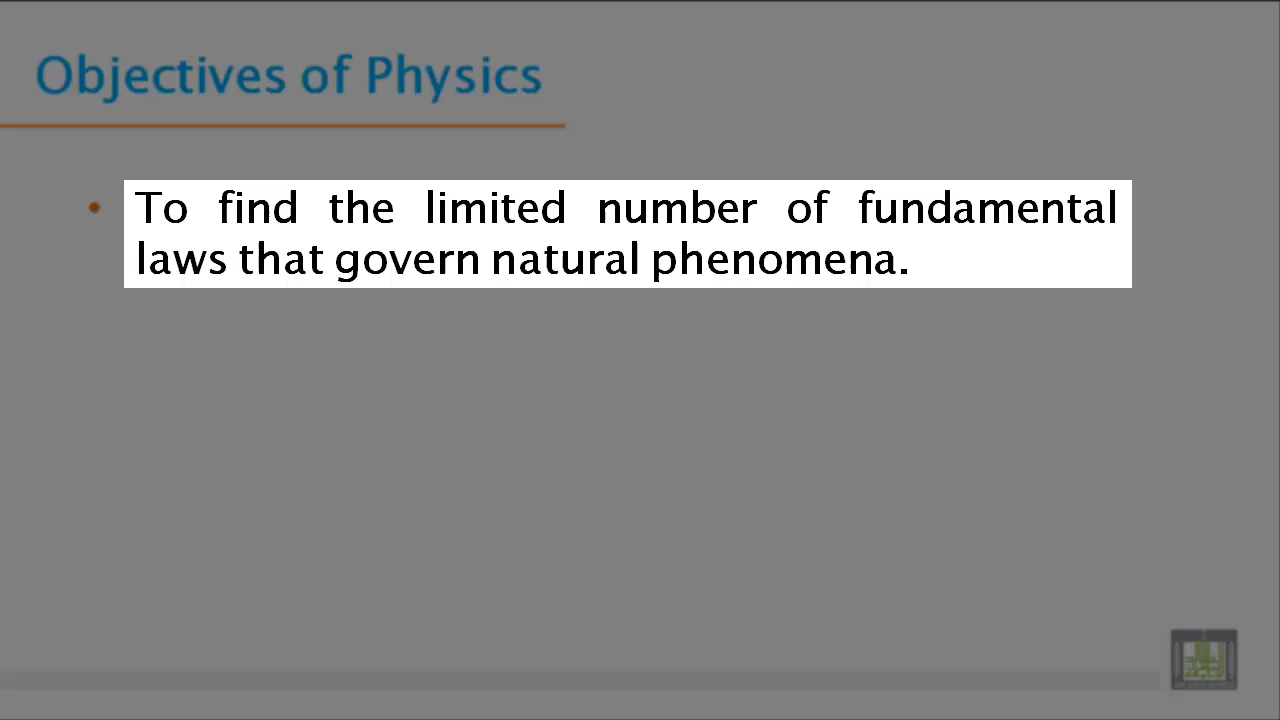 Objectives of Physics
• To find the limited number of fundamental
laws that govern natural phenomena.